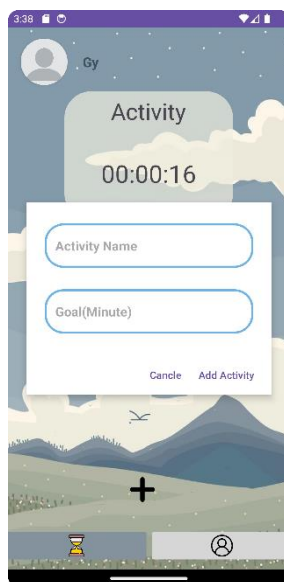 3:38
Gy
Activity
00:00:16
Activity Name
Goal(Minute)
Cancle Add Activity